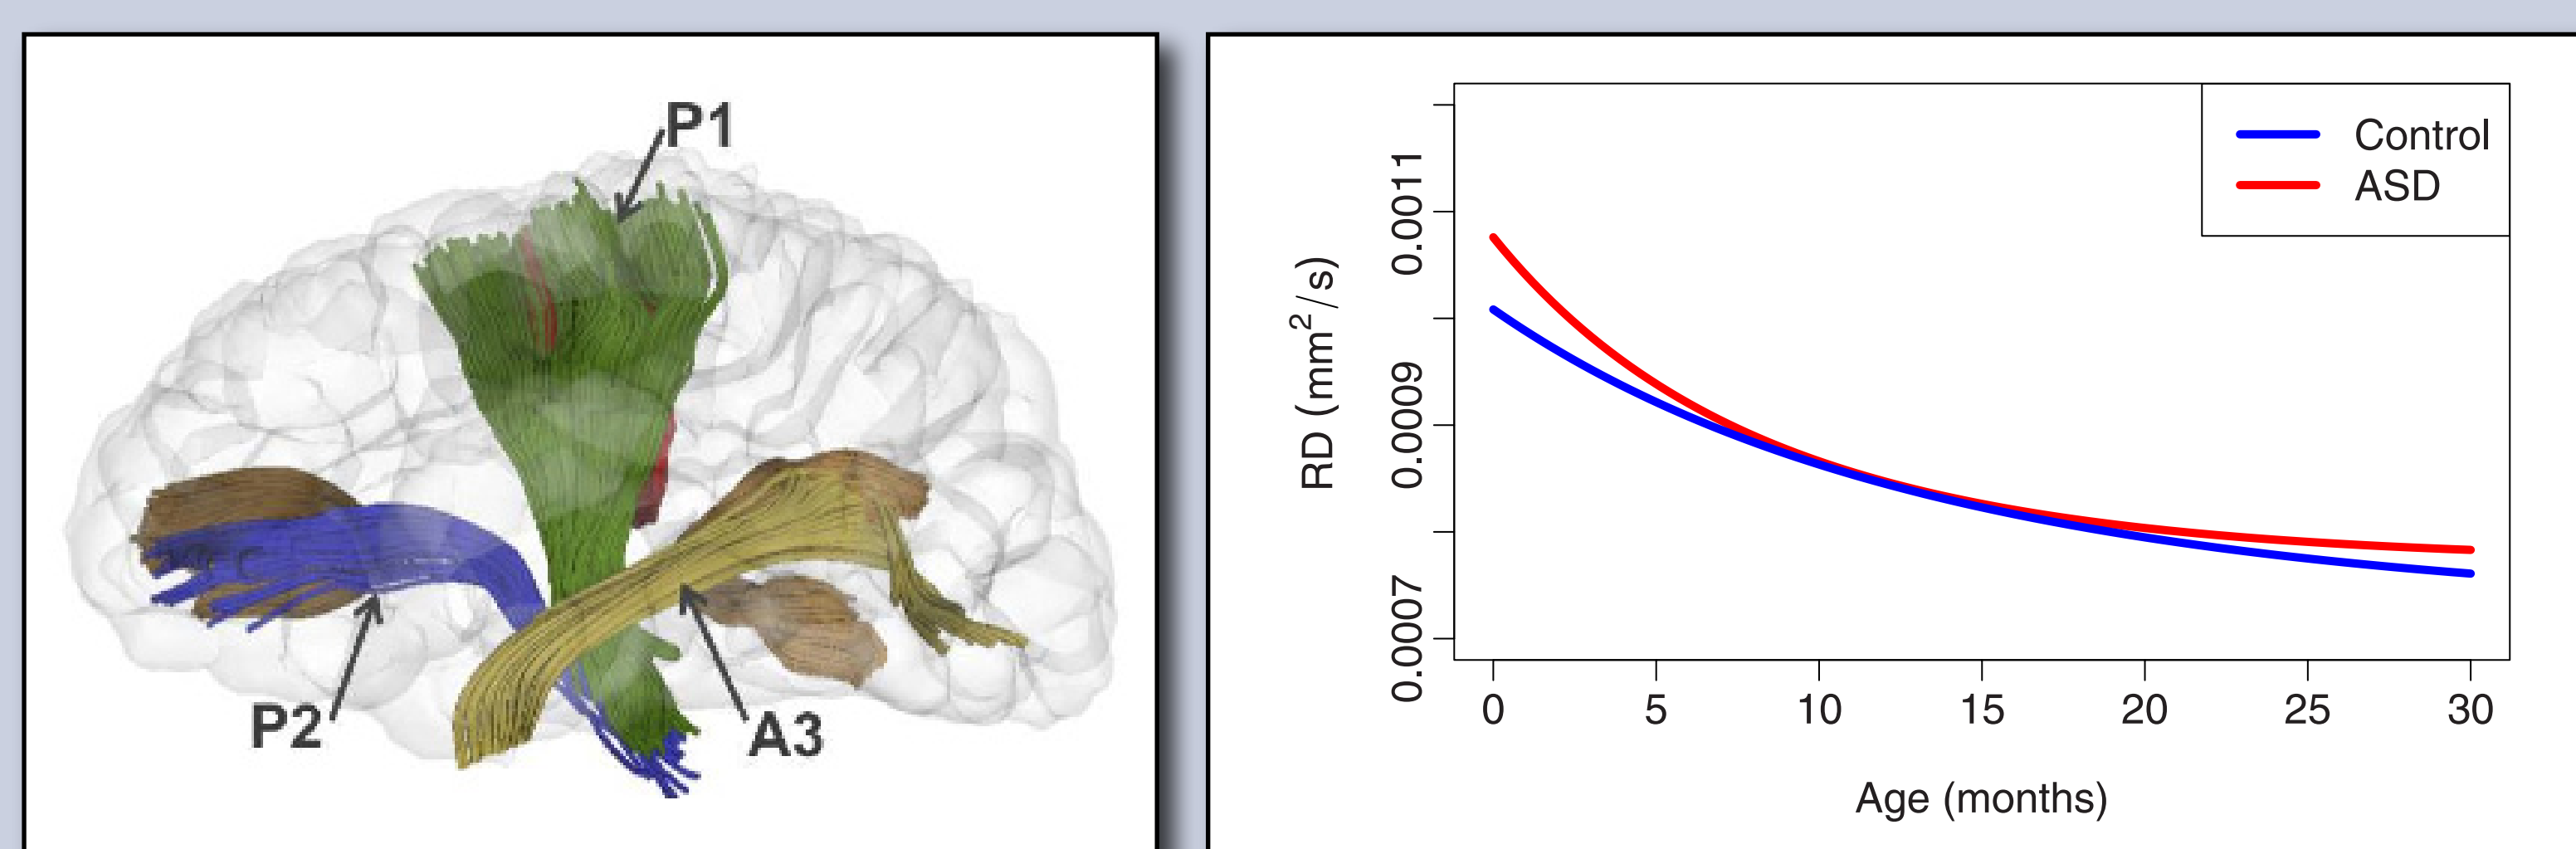 P1
P2
A3
Control
ASD
RD (mm²/s)
0.0011
0.0009
0.0007
0 5 10 15 20 25 30
Age (months)